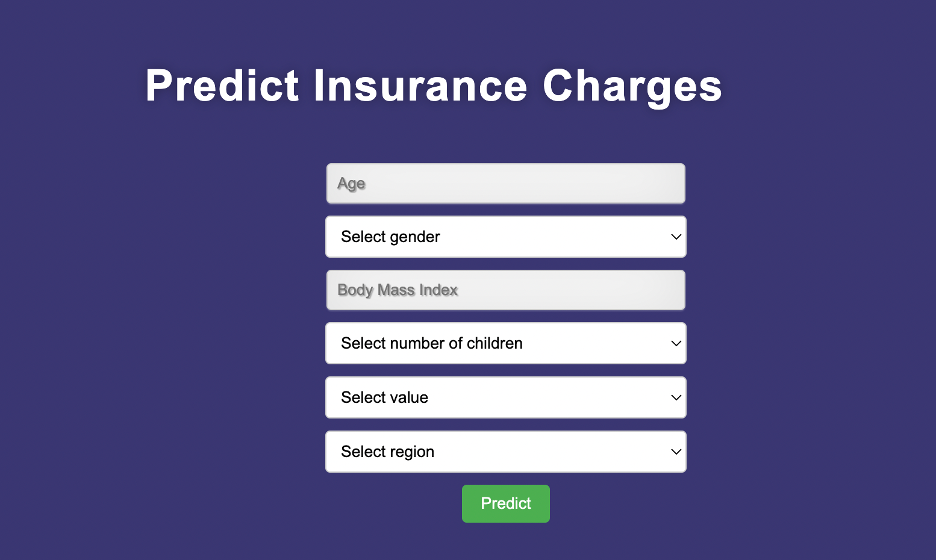 Predict Insurance Charges
Age
Select gender
Body Mass Index
Select number of children
Select value
Select region
Predict